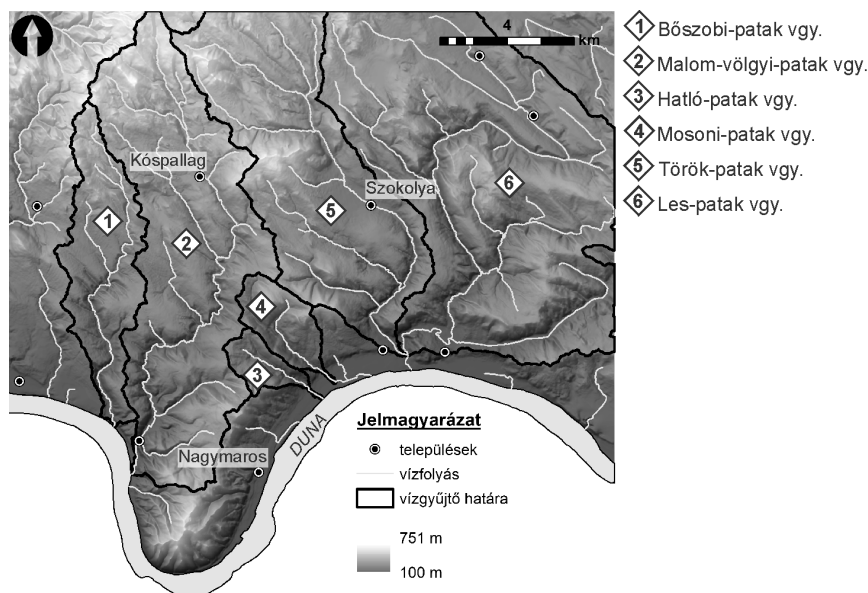 4
km
1 Bőszobi-patak vgy.
2 Malom-völgyi-patak vgy.
3 Hatló-patak vgy.
4 Mosoni-patak vgy.
5 Török-patak vgy.
6 Les-patak vgy.
Kóspallag
Szokolya
6
1
5
2
4
3
Nagymaros
DUNA
Jelmagyarázat
települések
vízfolyás
vízgyűjtő határa
751 m
100 m